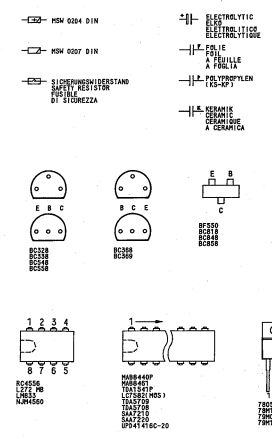 MSW 0204 DIN
MSW 0207 DIN
SICHERUNGSWIDERSTAND
SAFETY RESISTOR
FUSIBLE
DI SICUREZZA
ELECTROLYTIC
ELKO
ELETTROLITICO
ELECTROLYTIQUE
F FOLIE
FOIL
A FEUILLE
A FOGLIA
P POLYPROPYLEN
(KS-KP)
K KERAMIK
CERAMIC
CERAMIQUE
A CERAMICA
E B C
BC328
BC338
BC548
BC558
B C E
BC368
BC369
E B
C
BF550
BC818
BC848
BC858
1 2 3 4
8 7 6 5
RC4556
L272 MB
LM833
NJM4560
1
MAB8440P
MAB8461
TDA1541P
LC7582(MOS)
TDA5709
TDA5708
SAA7210
SAA7220
UPD41416C-20